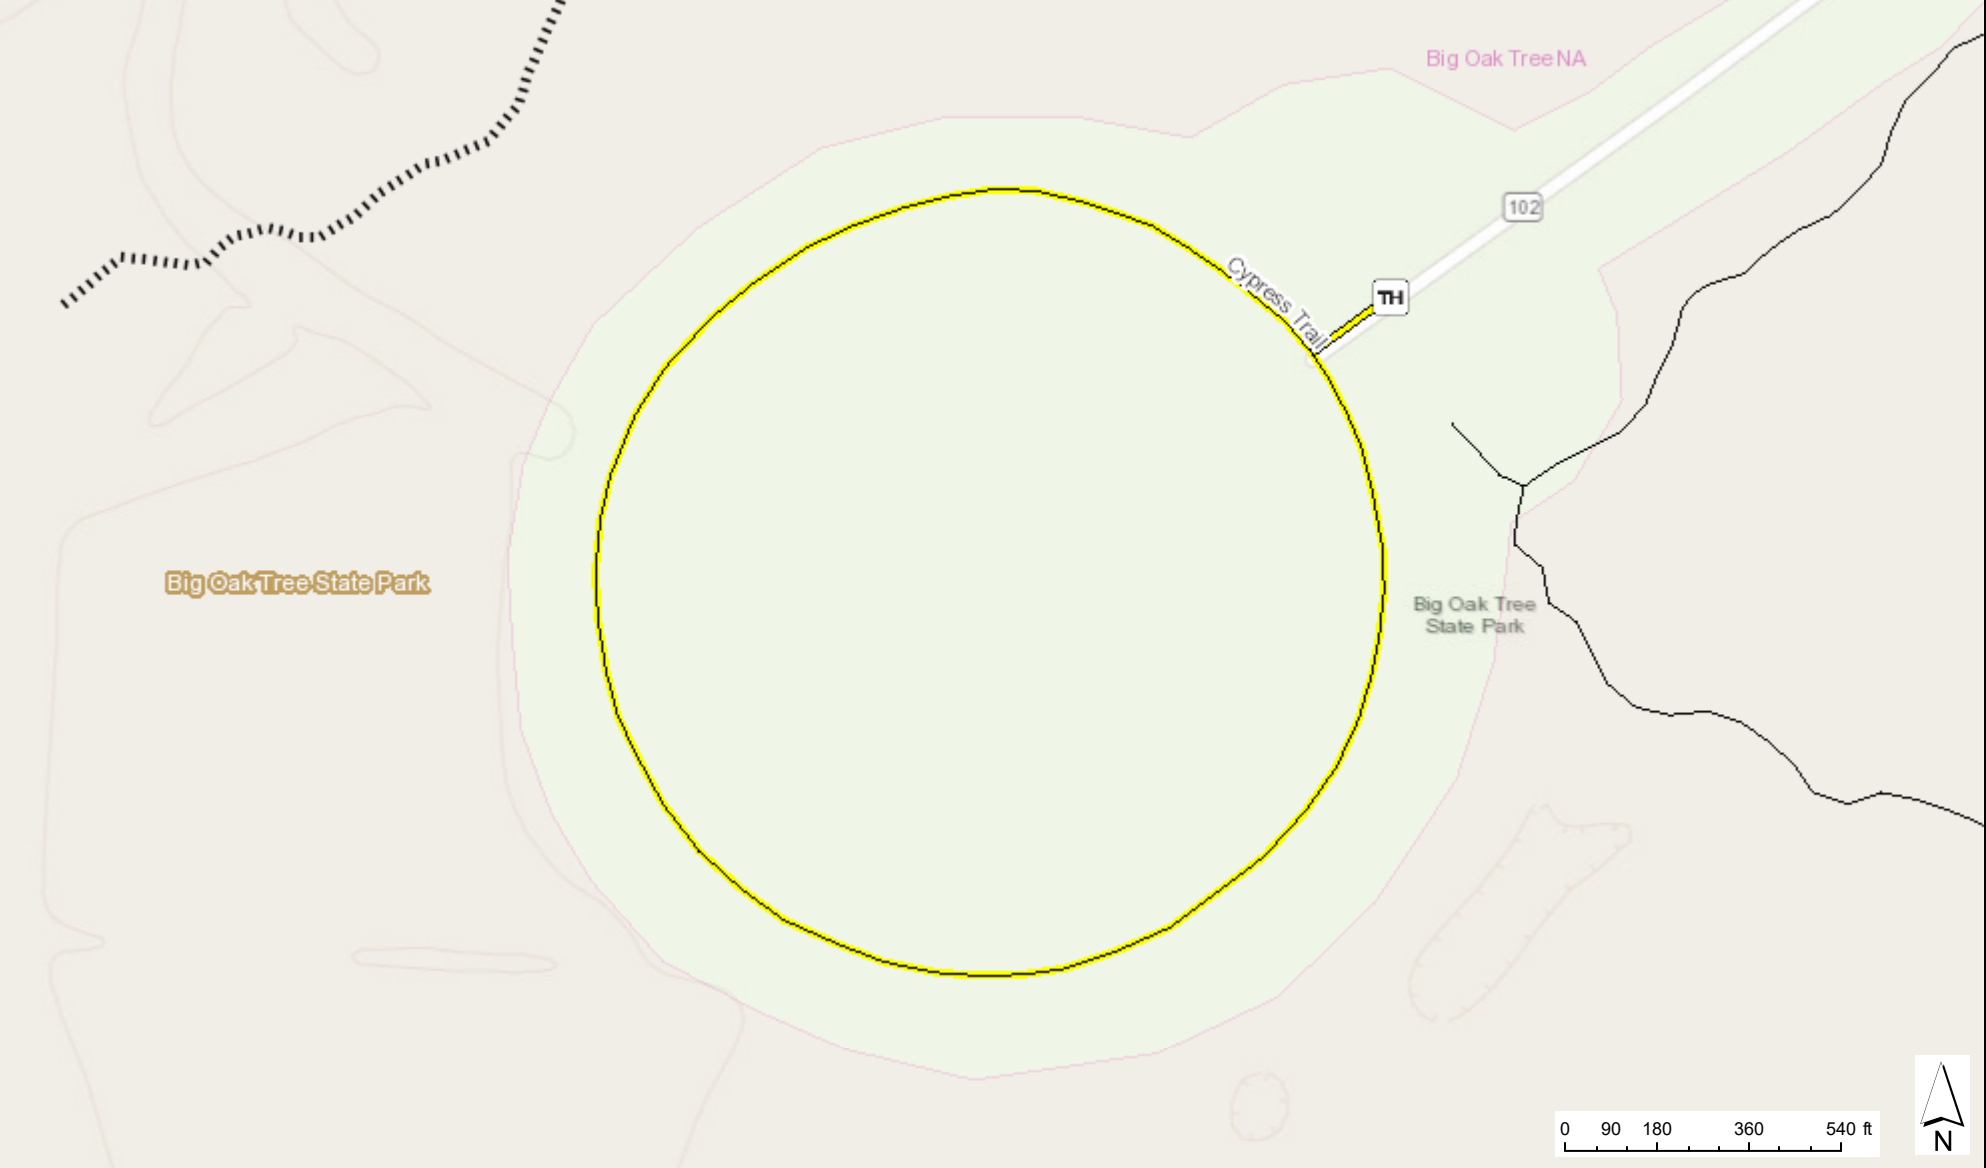 Big Oak Tree NA
102
Cypress Trail
TH
Big Oak Tree State Park
Big Oak Tree
State Park
0 90 180 360 540 ft
N